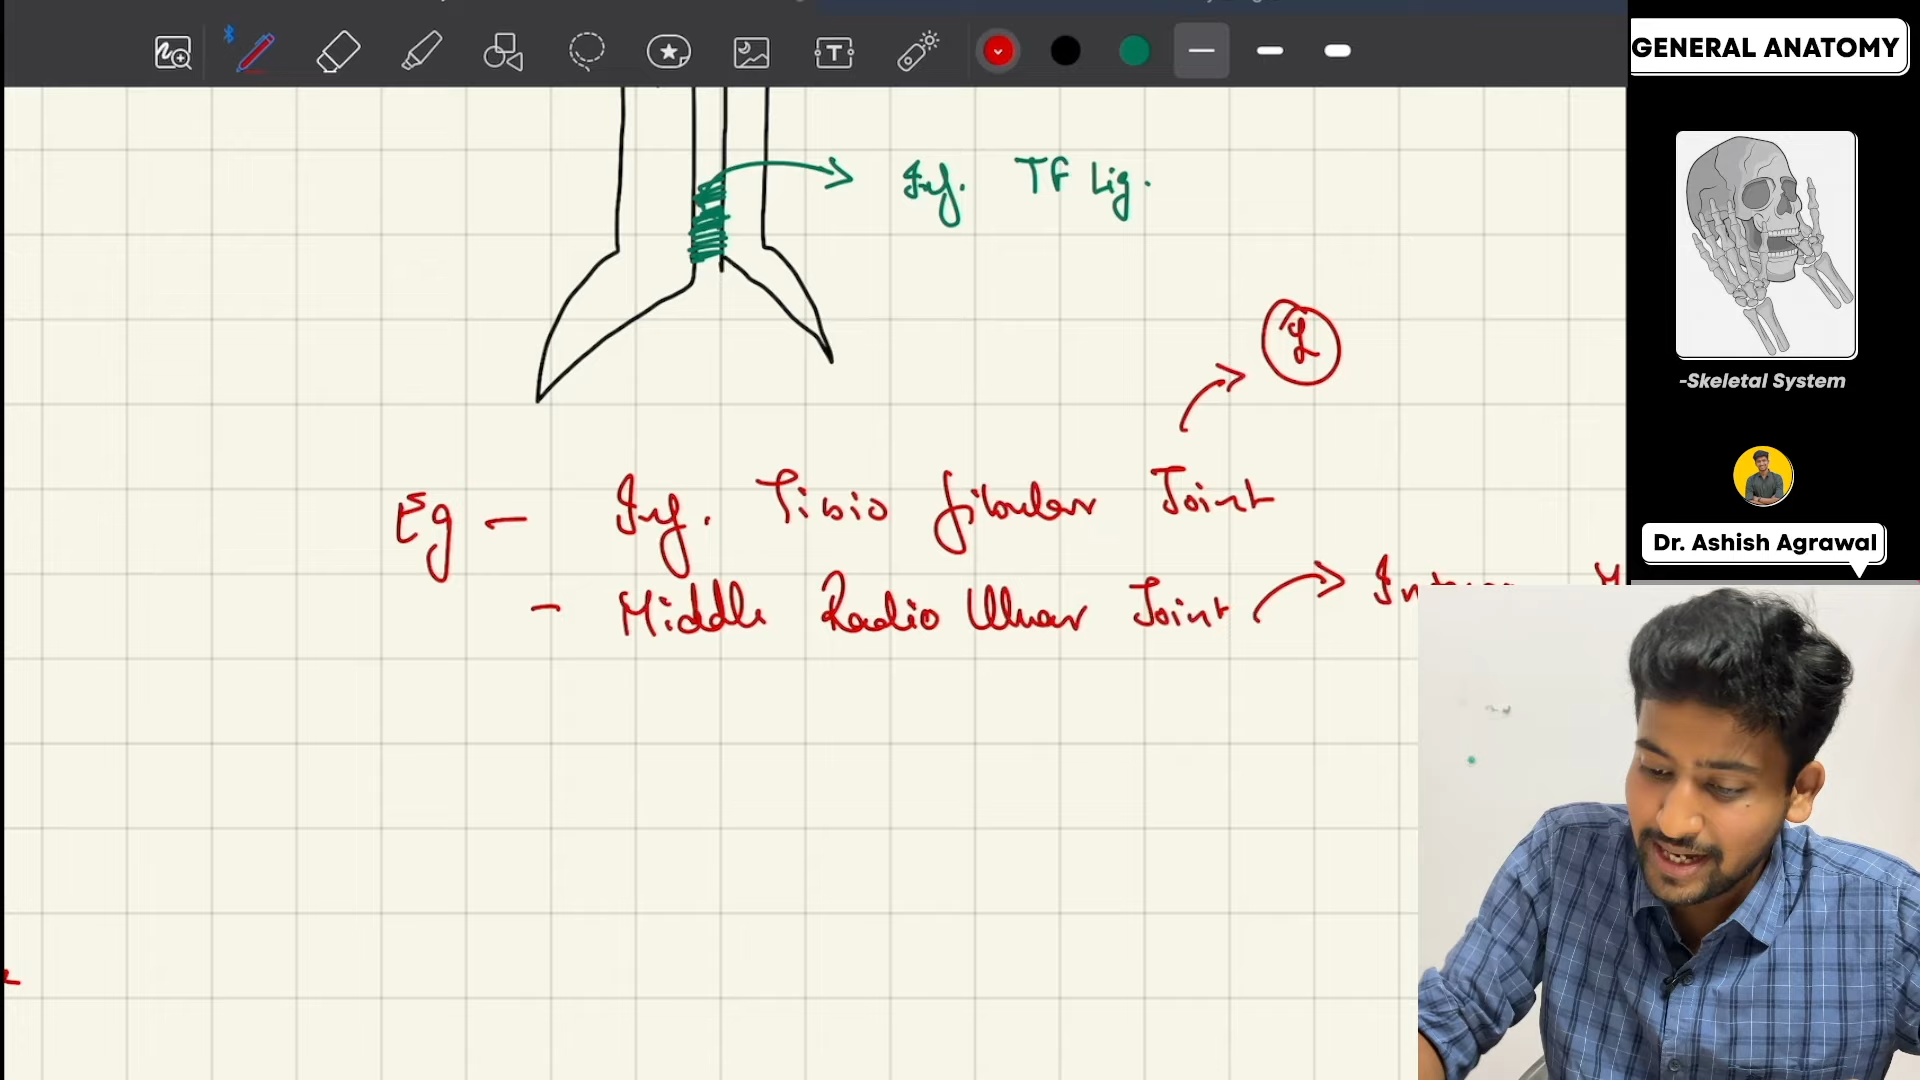 GENERAL ANATOMY
Inf. TF Lig.
-Skeletal System
Eg - Inf. Tibio fibular Joint
Dr. Ashish Agrawal
- Middle Radio Ulnar Joint